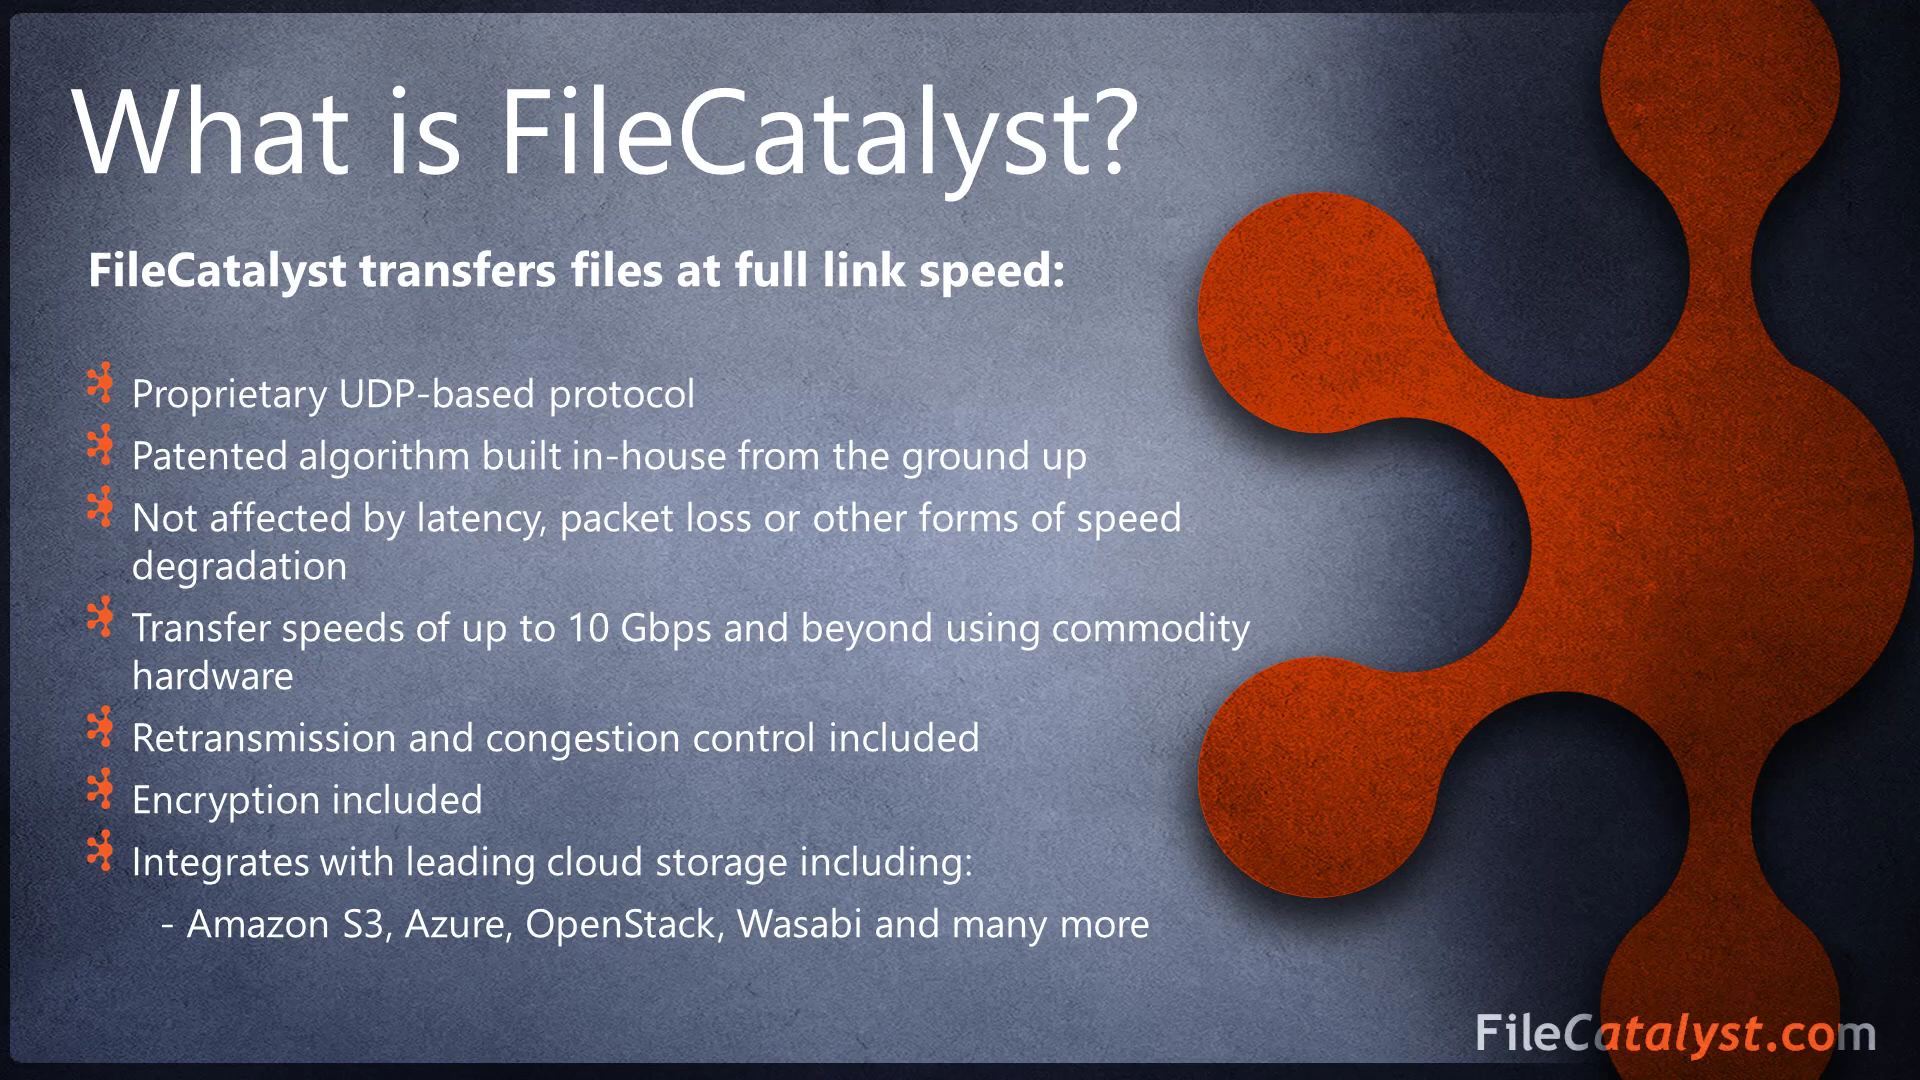 What is FileCatalyst?
FileCatalyst transfers files at full link speed:
Proprietary UDP-based protocol
Patented algorithm built in-house from the ground up
Not affected by latency, packet loss or other forms of speed
degradation
Transfer speeds of up to 10 Gbps and beyond using commodity
hardware
Retransmission and congestion control included
Encryption included
Integrates with leading cloud storage including:
- Amazon S3, Azure, OpenStack, Wasabi and many more
FileCatalyst.com